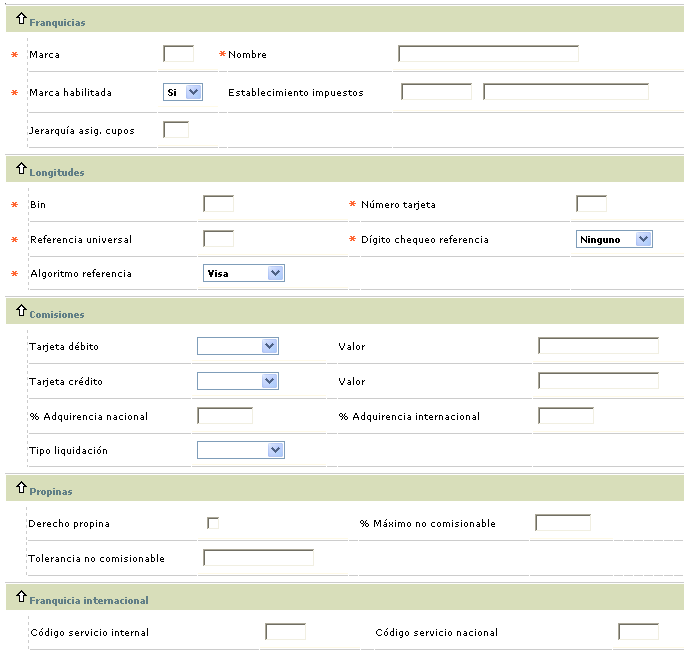 Franquicias
* Marca * Nombre
* Marca habilitada Si Establecimiento impuestos
Jerarquía asig. cupos
Longitudes
* Bin * Número tarjeta
* Referencia universal * Dígito chequeo referencia Ninguno
* Algoritmo referencia Visa
Comisiones
Tarjeta débito Valor
Tarjeta crédito Valor
% Adquirencia nacional % Adquirencia internacional
Tipo liquidación
Propinas
Derecho propina % Máximo no comisionable
Tolerancia no comisionable
Franquicia internacional
Código servicio internal Código servicio nacional